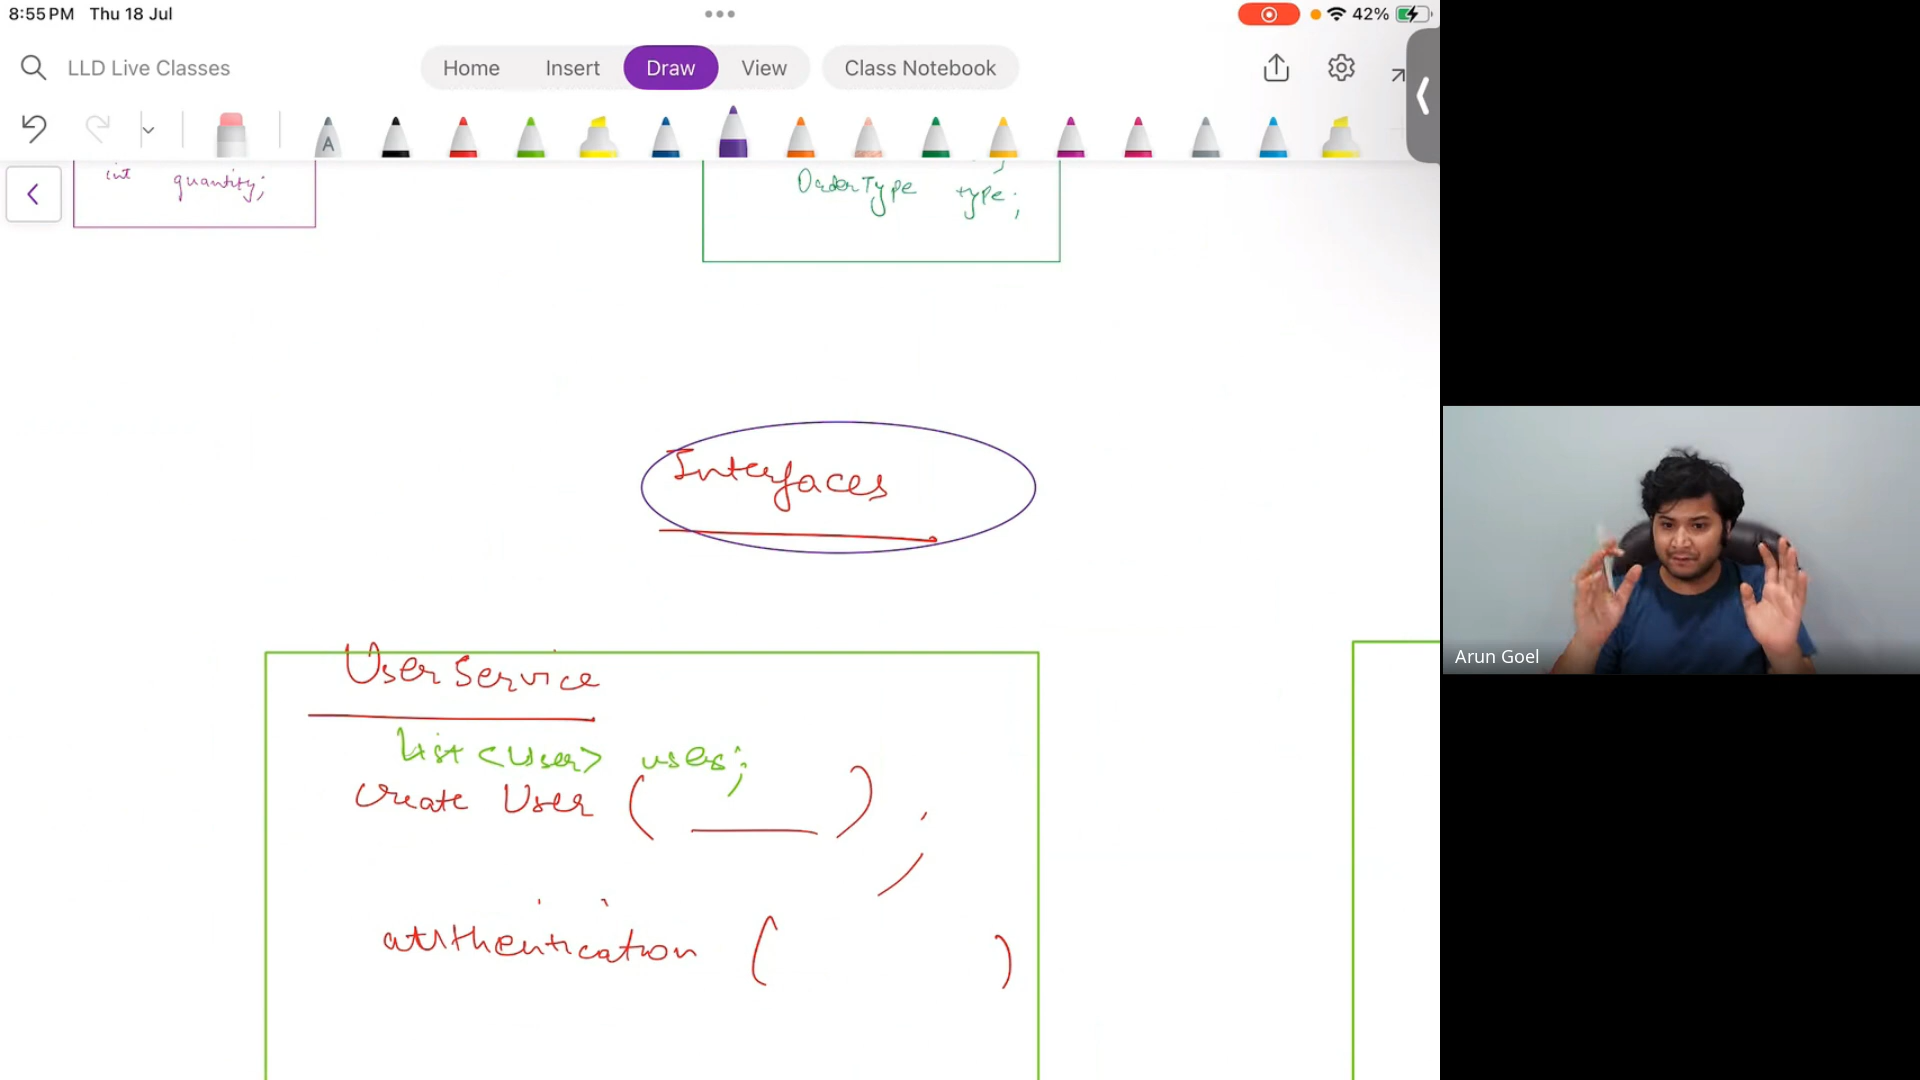 8:55 PM Thu 18 Jul
42%
LLD Live Classes
Home Insert Draw View Class Notebook
A
int quantity;
OrderType type;
Interfaces
User Service
List <User> users;
create User ( ____ ) ;
authentication ( )
Arun Goel